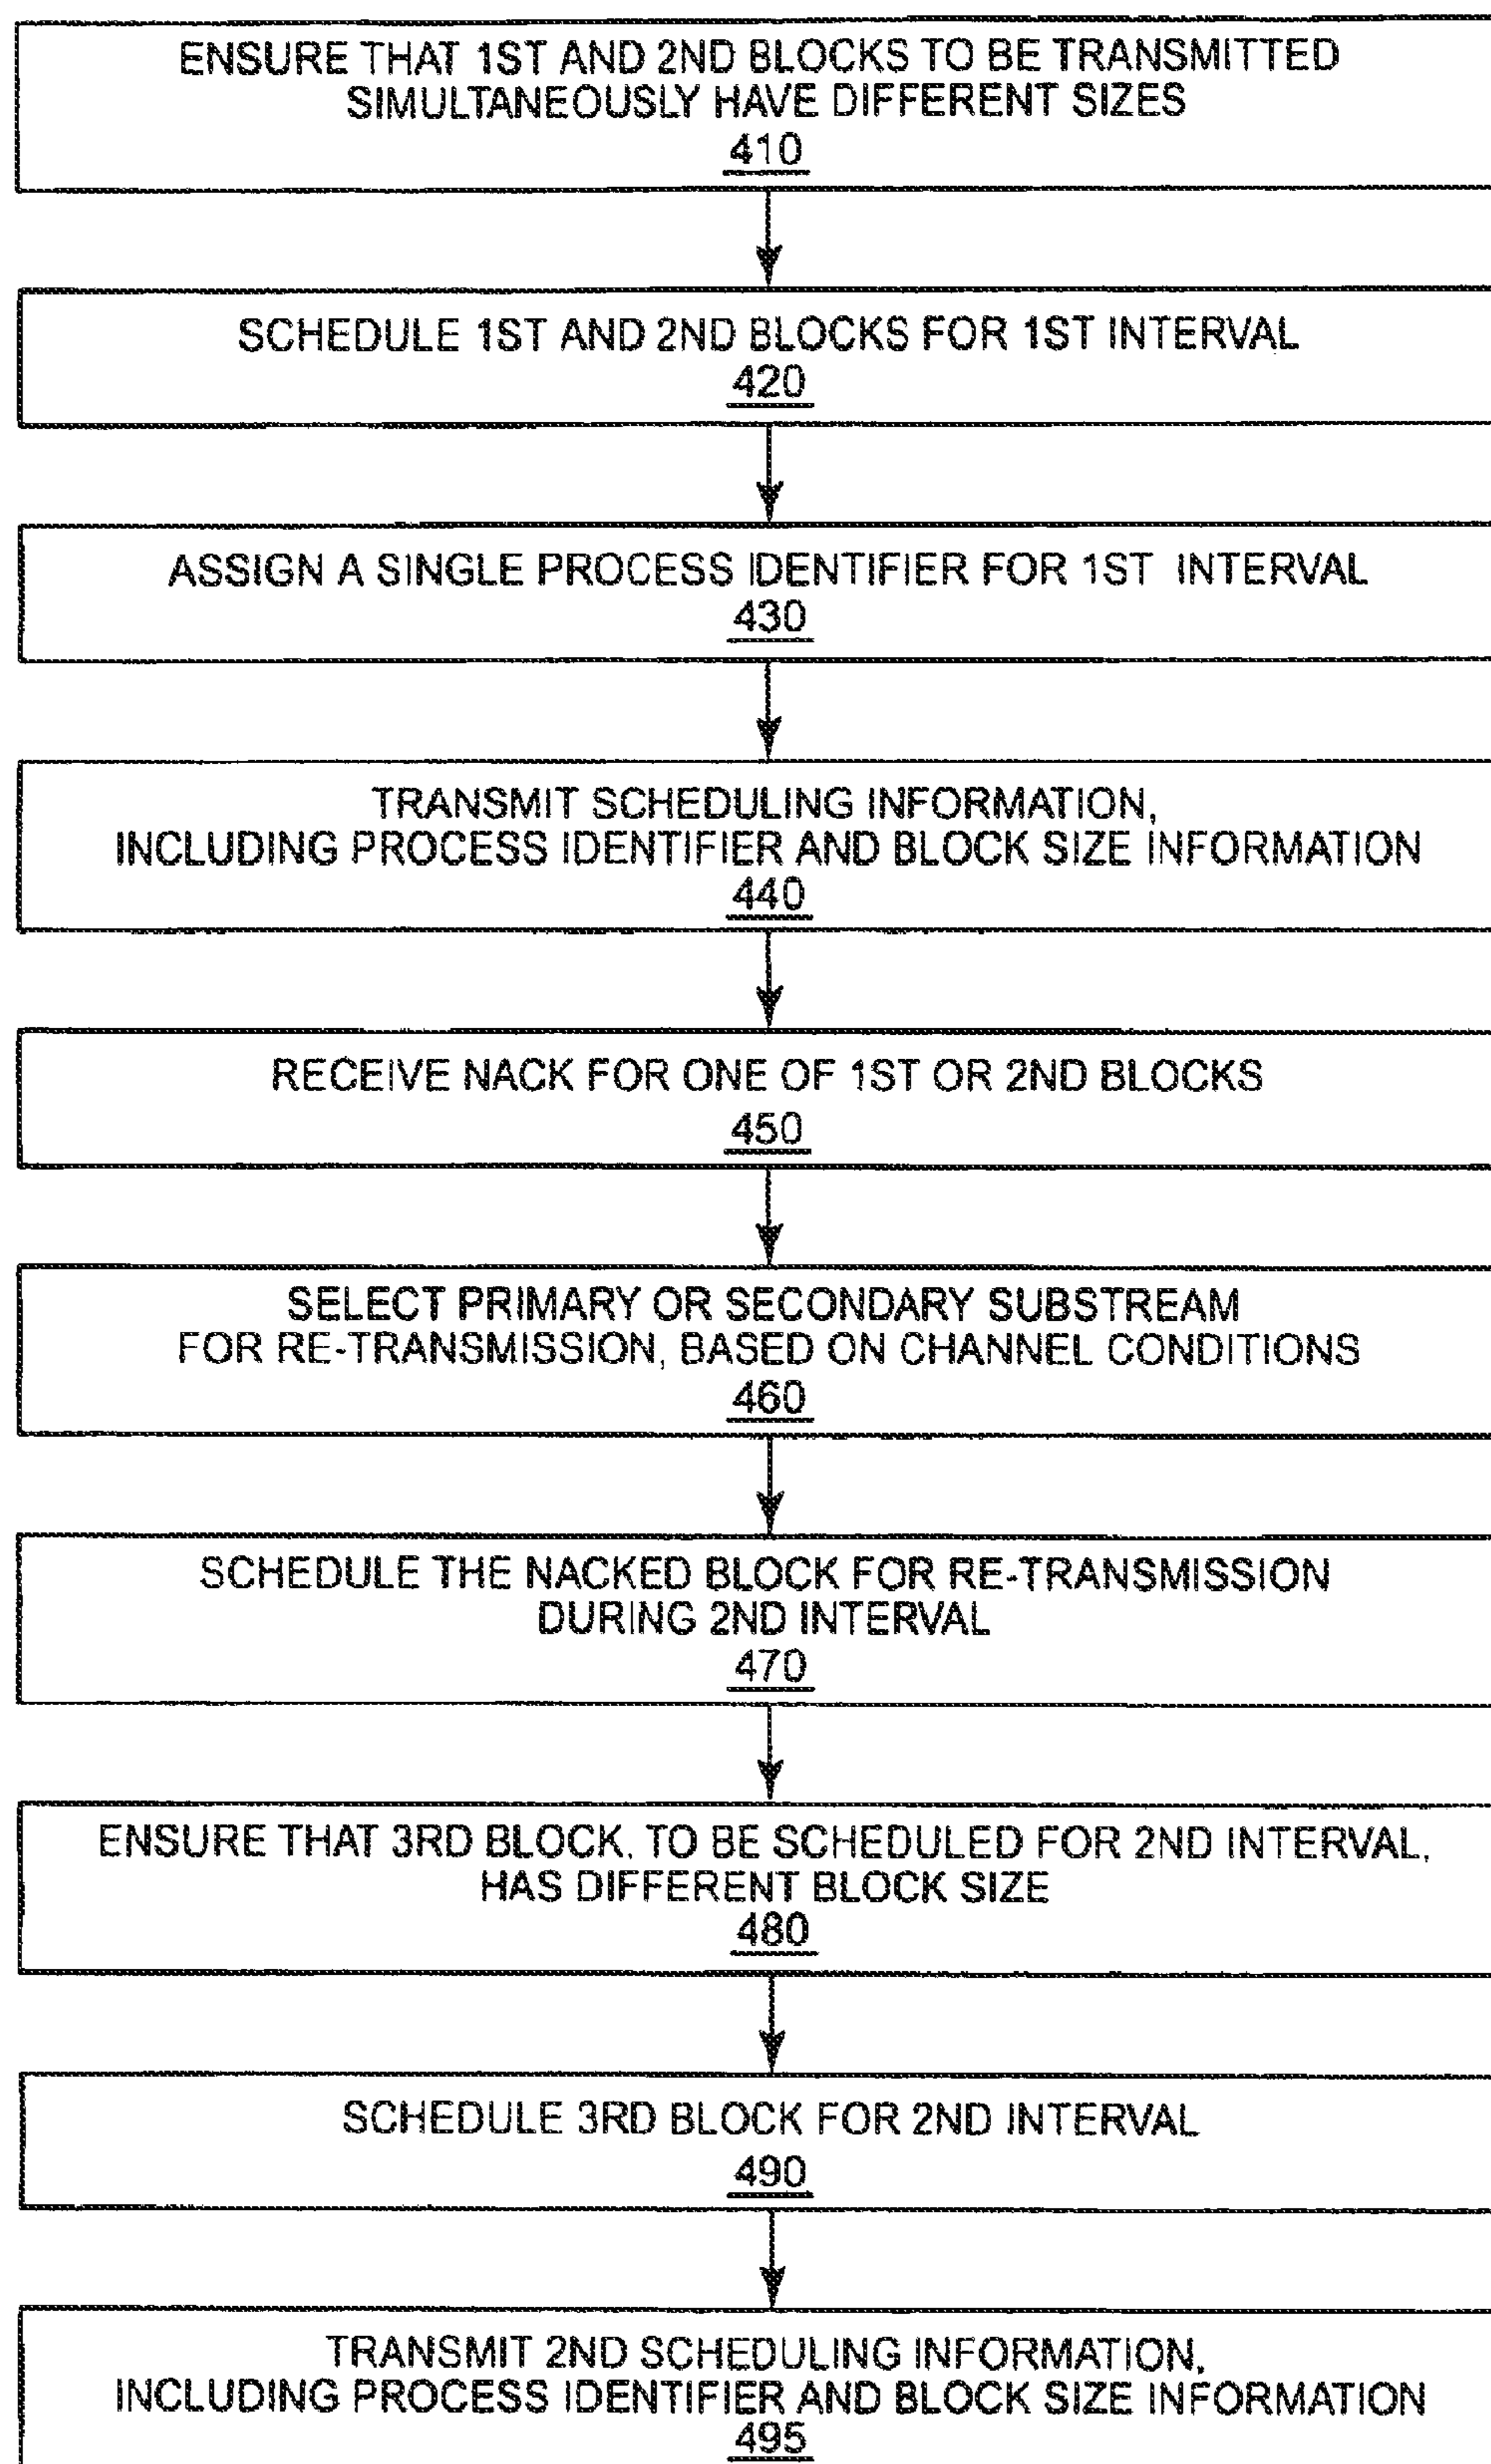 ENSURE THAT 1ST AND 2ND BLOCKS TO BE TRANSMITTED
SIMULTANEOUSLY HAVE DIFFERENT SIZES
410
SCHEDULE 1ST AND 2ND BLOCKS FOR 1ST INTERVAL
420
ASSIGN A SINGLE PROCESS IDENTIFIER FOR 1ST INTERVAL
430
TRANSMIT SCHEDULING INFORMATION,
INCLUDING PROCESS IDENTIFIER AND BLOCK SIZE INFORMATION
440
RECEIVE NACK FOR ONE OF 1ST OR 2ND BLOCKS
450
SELECT PRIMARY OR SECONDARY SUBSTREAM
FOR RE-TRANSMISSION, BASED ON CHANNEL CONDITIONS
460
SCHEDULE THE NACKED BLOCK FOR RE-TRANSMISSION
DURING 2ND INTERVAL
470
ENSURE THAT 3RD BLOCK, TO BE SCHEDULED FOR 2ND INTERVAL,
HAS DIFFERENT BLOCK SIZE
480
SCHEDULE 3RD BLOCK FOR 2ND INTERVAL
490
TRANSMIT 2ND SCHEDULING INFORMATION,
INCLUDING PROCESS IDENTIFIER AND BLOCK SIZE INFORMATION
495